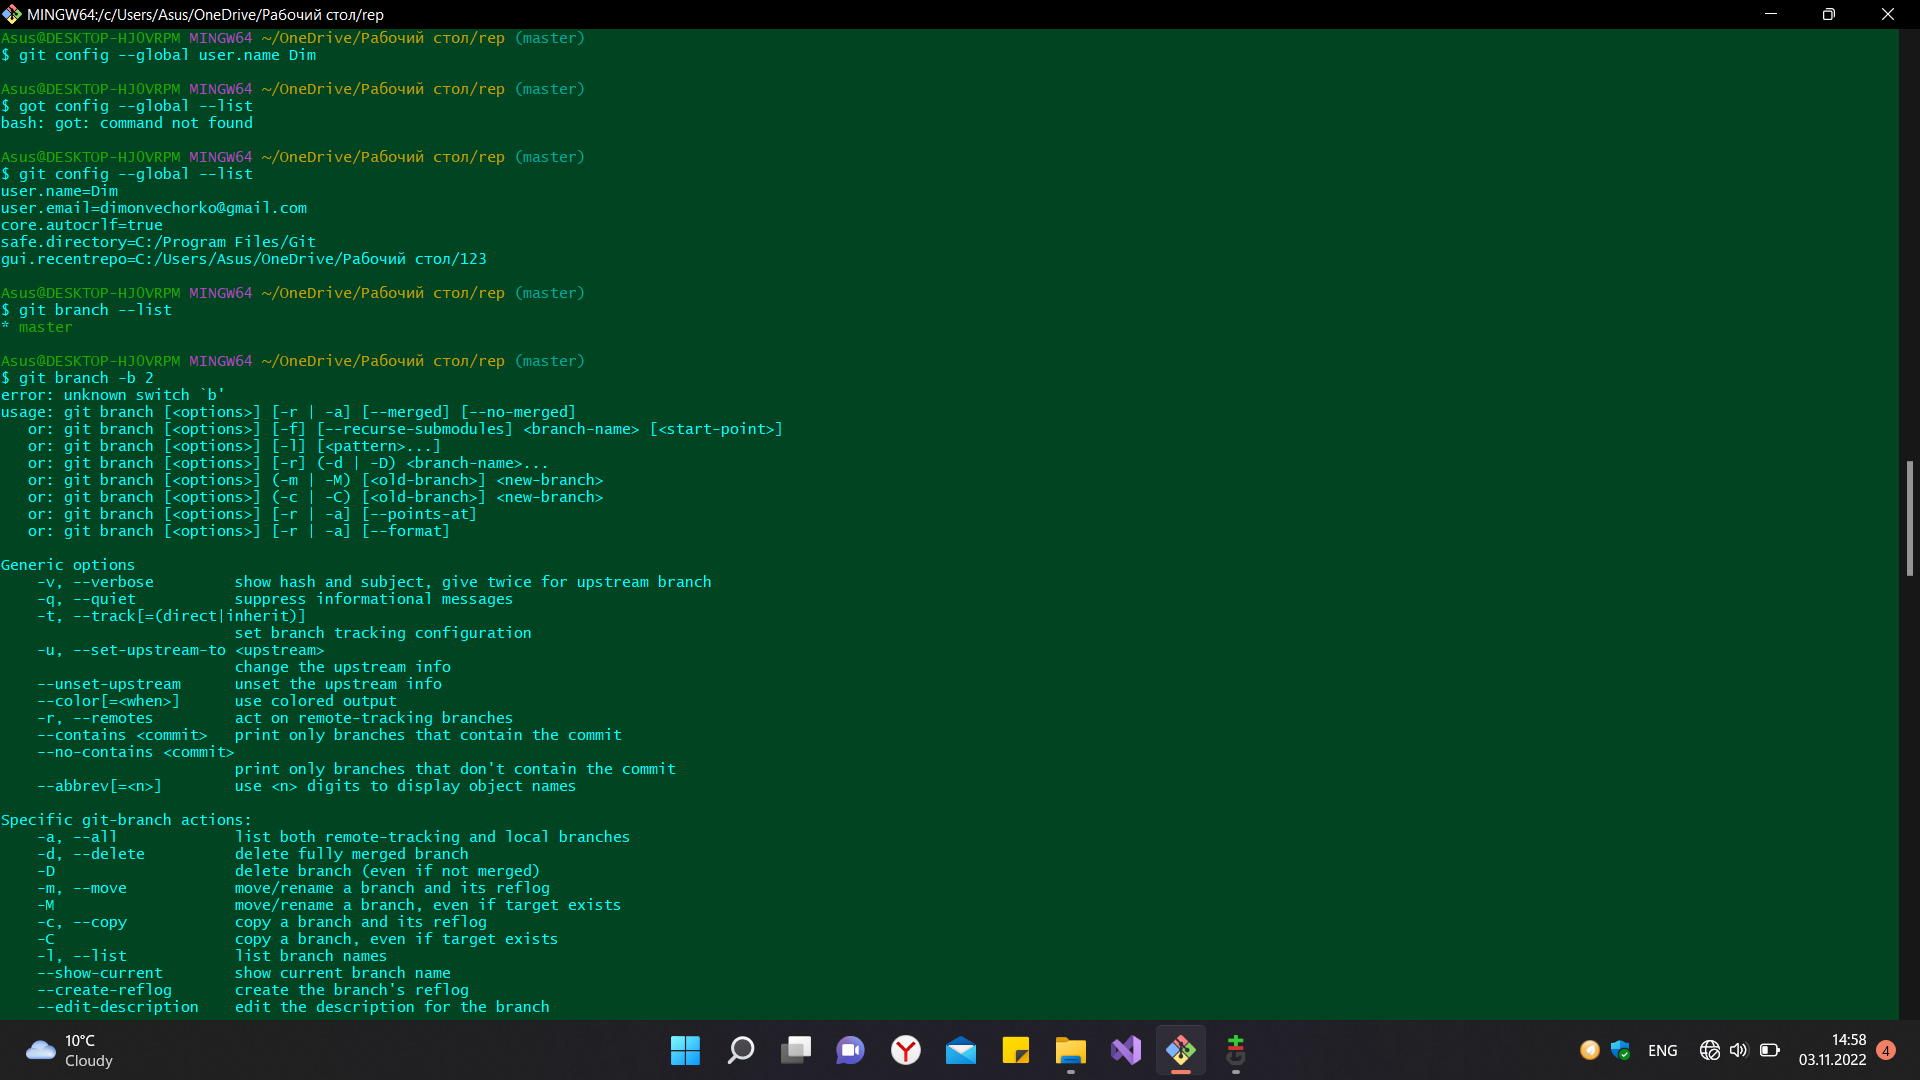 MINGW64:/c/Users/Asus/OneDrive/Рабочий стол/rep
Asus@DESKTOP-HJOVRPM MINGW64 ~/OneDrive/Рабочий стол/rep (master)
$ git config --global user.name Dim
Asus@DESKTOP-HJOVRPM MINGW64 ~/OneDrive/Рабочий стол/rep (master)
$ got config --global --list
bash: got: command not found
Asus@DESKTOP-HJOVRPM MINGW64 ~/OneDrive/Рабочий стол/rep (master)
$ git config --global --list
user.name=Dim
user.email=dimonvechorko@gmail.com
core.autocrlf=true
safe.directory=C:/Program Files/Git
gui.recentrepo=C:/Users/Asus/OneDrive/Рабочий стол/123
Asus@DESKTOP-HJOVRPM MINGW64 ~/OneDrive/Рабочий стол/rep (master)
$ git branch --list
* master
Asus@DESKTOP-HJOVRPM MINGW64 ~/OneDrive/Рабочий стол/rep (master)
$ git branch -b 2
error: unknown switch `b'
usage: git branch [<options>] [-r | -a] [--merged] [--no-merged]
or: git branch [<options>] [-f] [--recurse-submodules] <branch-name> [<start-point>]
or: git branch [<options>] [-l] [<pattern>...]
or: git branch [<options>] [-r] (-d | -D) <branch-name>...
or: git branch [<options>] (-m | -M) [<old-branch>] <new-branch>
or: git branch [<options>] (-c | -C) [<old-branch>] <new-branch>
or: git branch [<options>] [-r | -a] [--points-at]
or: git branch [<options>] [-r | -a] [--format]
Generic options
-v, --verbose show hash and subject, give twice for upstream branch
-q, --quiet suppress informational messages
-t, --track[=(direct|inherit)]
set branch tracking configuration
-u, --set-upstream-to <upstream>
change the upstream info
--unset-upstream unset the upstream info
--color[=<when>] use colored output
-r, --remotes act on remote-tracking branches
--contains <commit> print only branches that contain the commit
--no-contains <commit>
print only branches that don't contain the commit
--abbrev[=<n>] use <n> digits to display object names
Specific git-branch actions:
-a, --all list both remote-tracking and local branches
-d, --delete delete fully merged branch
-D delete branch (even if not merged)
-m, --move move/rename a branch and its reflog
-M move/rename a branch, even if target exists
-c, --copy copy a branch and its reflog
-C copy a branch, even if target exists
-l, --list list branch names
--show-current show current branch name
--create-reflog create the branch's reflog
--edit-description edit the description for the branch
10°C
Cloudy
ENG
14:58
03.11.2022
4